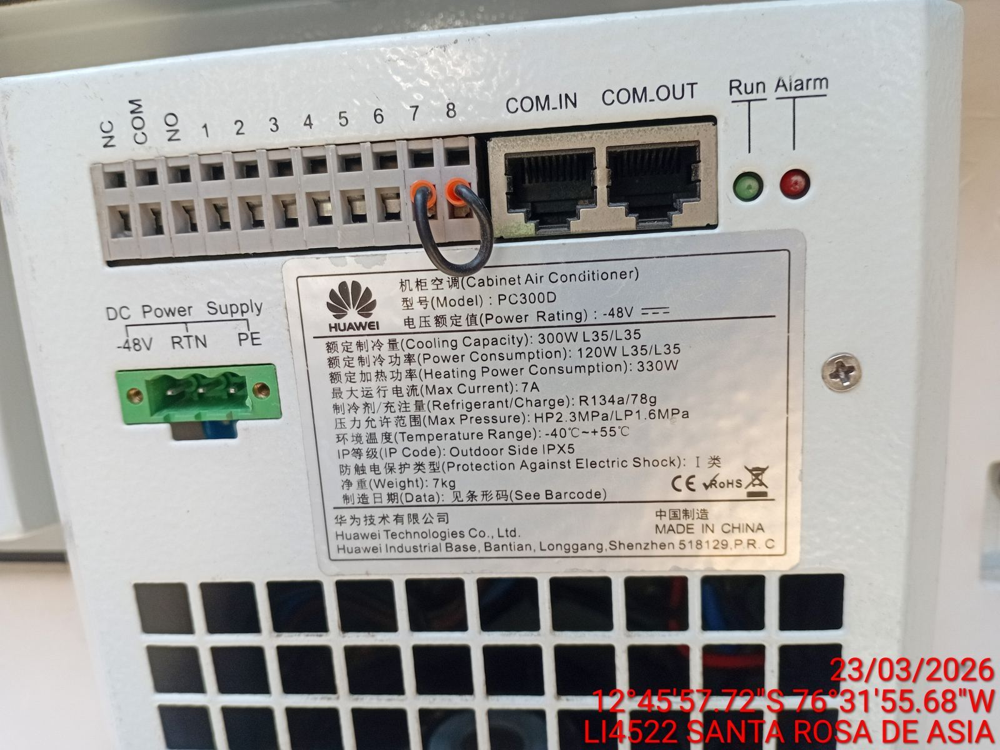 NC COM NO 1 2 3 4 5 6 7 8 COM_IN COM_OUT Run Alarm
DC Power Supply
-48V RTN PE
HUAWEI
机柜空调(Cabinet Air Conditioner)
型号(Model) : PC300D
电压额定值(Power Rating) : -48V ⎓
额定制冷量(Cooling Capacity): 300W L35/L35
额定制冷功率(Power Consumption): 120W L35/L35
额定加热功率(Heating Power Consumption): 330W
最大运行电流(Max Current): 7A
制冷剂/充注量(Refrigerant/Charge): R134a/78g
压力允许范围(Max Pressure): HP2.3MPa/LP1.6MPa
环境温度(Temperature Range): -40℃~+55℃
IP等级(IP Code): Outdoor Side IPX5
防触电保护类型(Protection Against Electric Shock): I 类
净重(Weight): 7kg
CE RoHS
制造日期(Data): 见条形码(See Barcode)
华为技术有限公司
中国制造
Huawei Technologies Co., Ltd.
MADE IN CHINA
Huawei Industrial Base, Bantian, Longgang,Shenzhen 518129,P.R. C
23/03/2026
12°45'57.72"S 76°31'55.68"W
LI4522 SANTA ROSA DE ASIA